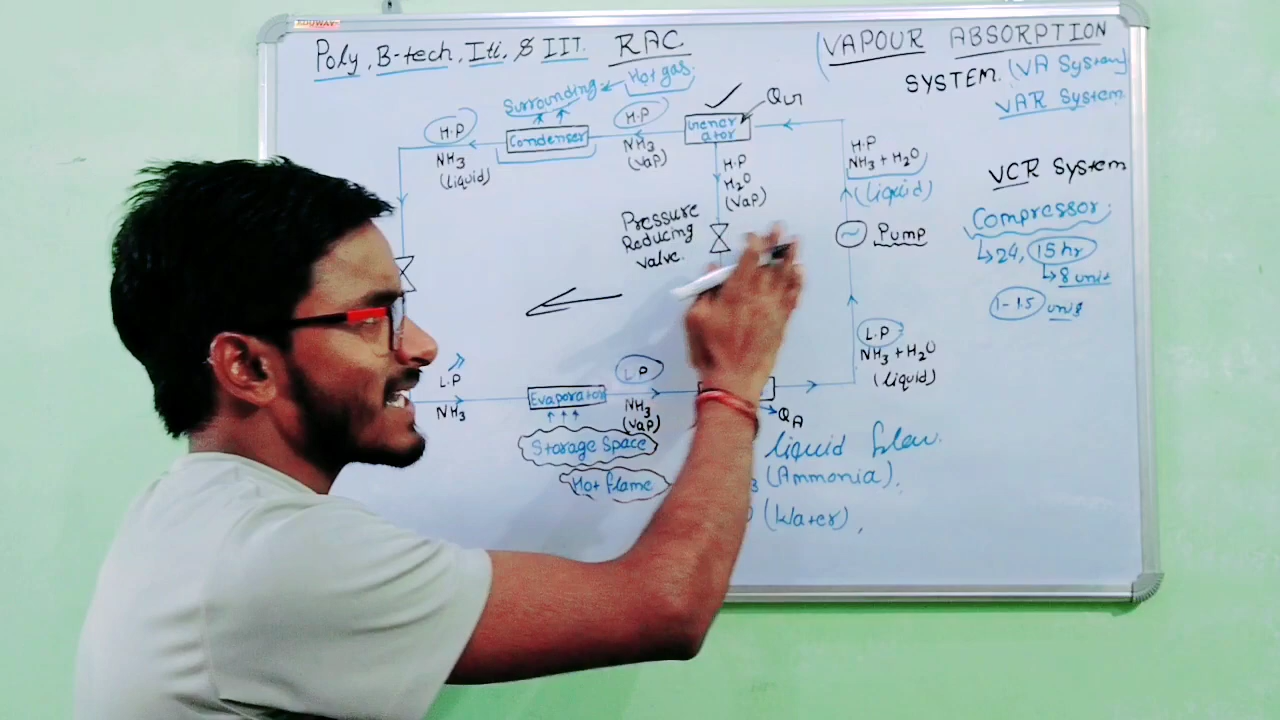 EDUWAY
Poly, B-tech, Iti, & IIT. RAC.
(VAPOUR ABSORPTION
SYSTEM. (VA System)
VAR System
Surrounding. Hot gas.
H.P
Condenser
NH3
(liquid)
H.P
NH3
(Vap)
Gener
ator
H.P
H2O
(Vap)
Pressure
Reducing
valve.
H.P
NH3 + H2O
(liquid)
Pump
VCR System
Compressor.
24, 15 hr
8 unit
1-1.5 unit
L.P
NH3 + H2O
(liquid)
L.P
NH3
Evaporator
L.P
NH3
(Vap)
QA
Storage Space
Hot flame
liquid
3 (Ammonia).
(Water),